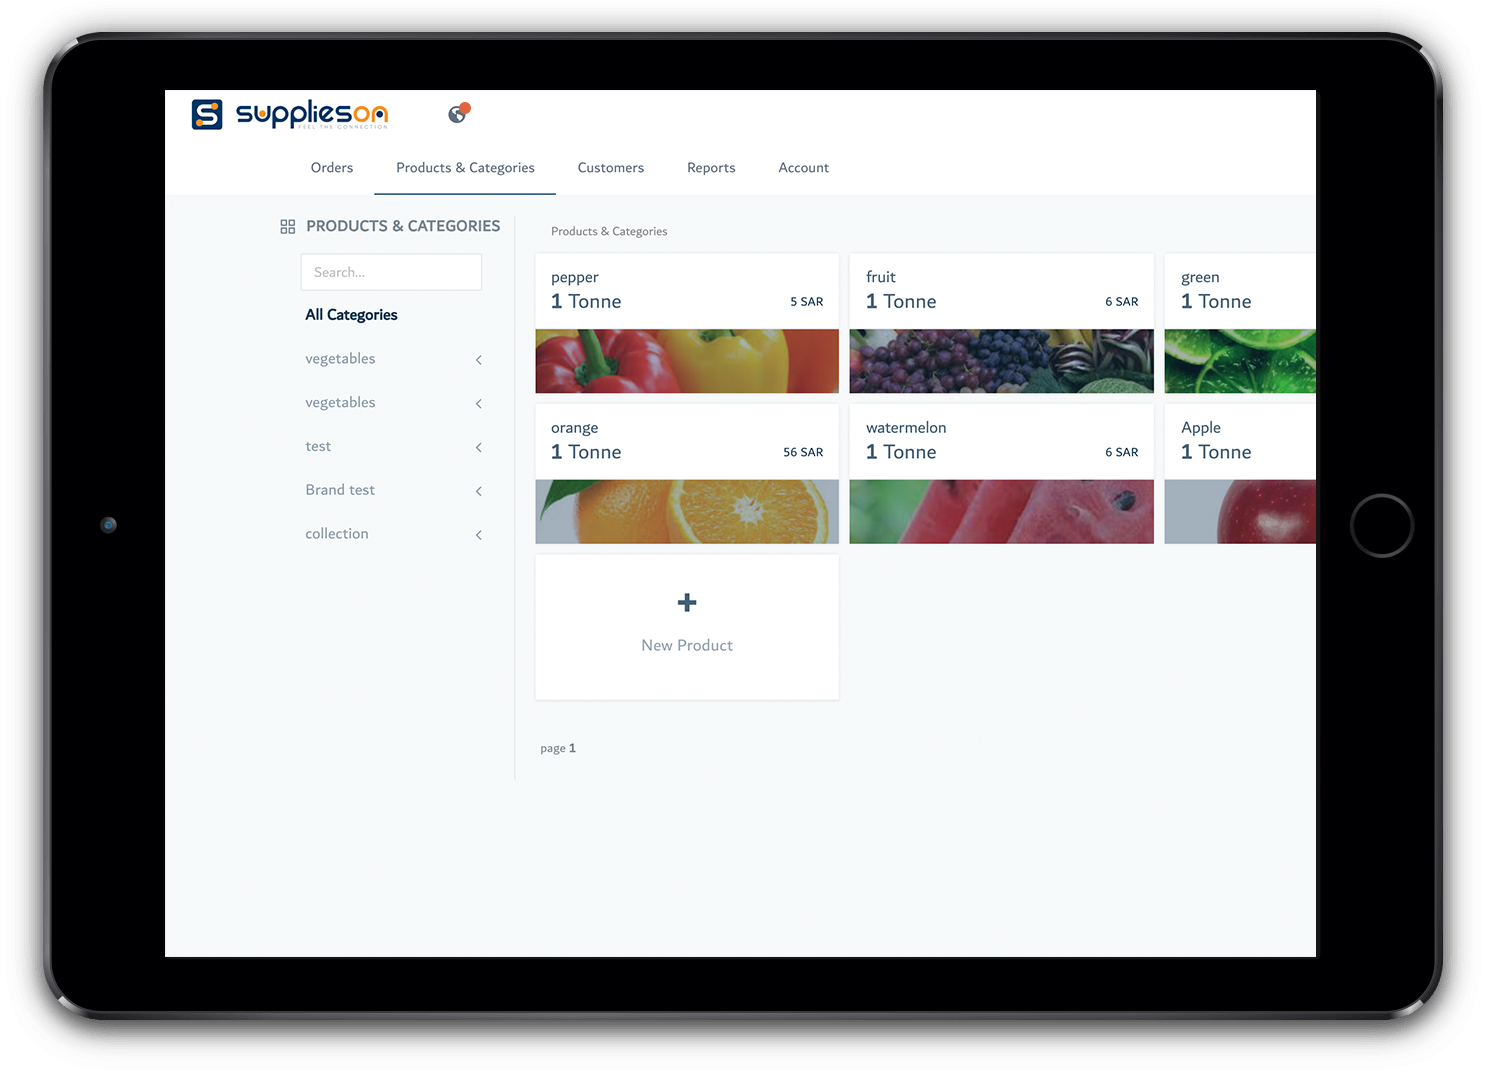 supplieson
FEEL THE CONNECTION
Orders
Products & Categories
Customers
Reports
Account
PRODUCTS & CATEGORIES
Search...
All Categories
vegetables
vegetables
test
Brand test
collection
Products & Categories
pepper
1 Tonne
5 SAR
fruit
1 Tonne
6 SAR
green
1 Tonne
orange
1 Tonne
56 SAR
watermelon
1 Tonne
6 SAR
Apple
1 Tonne
New Product
page 1